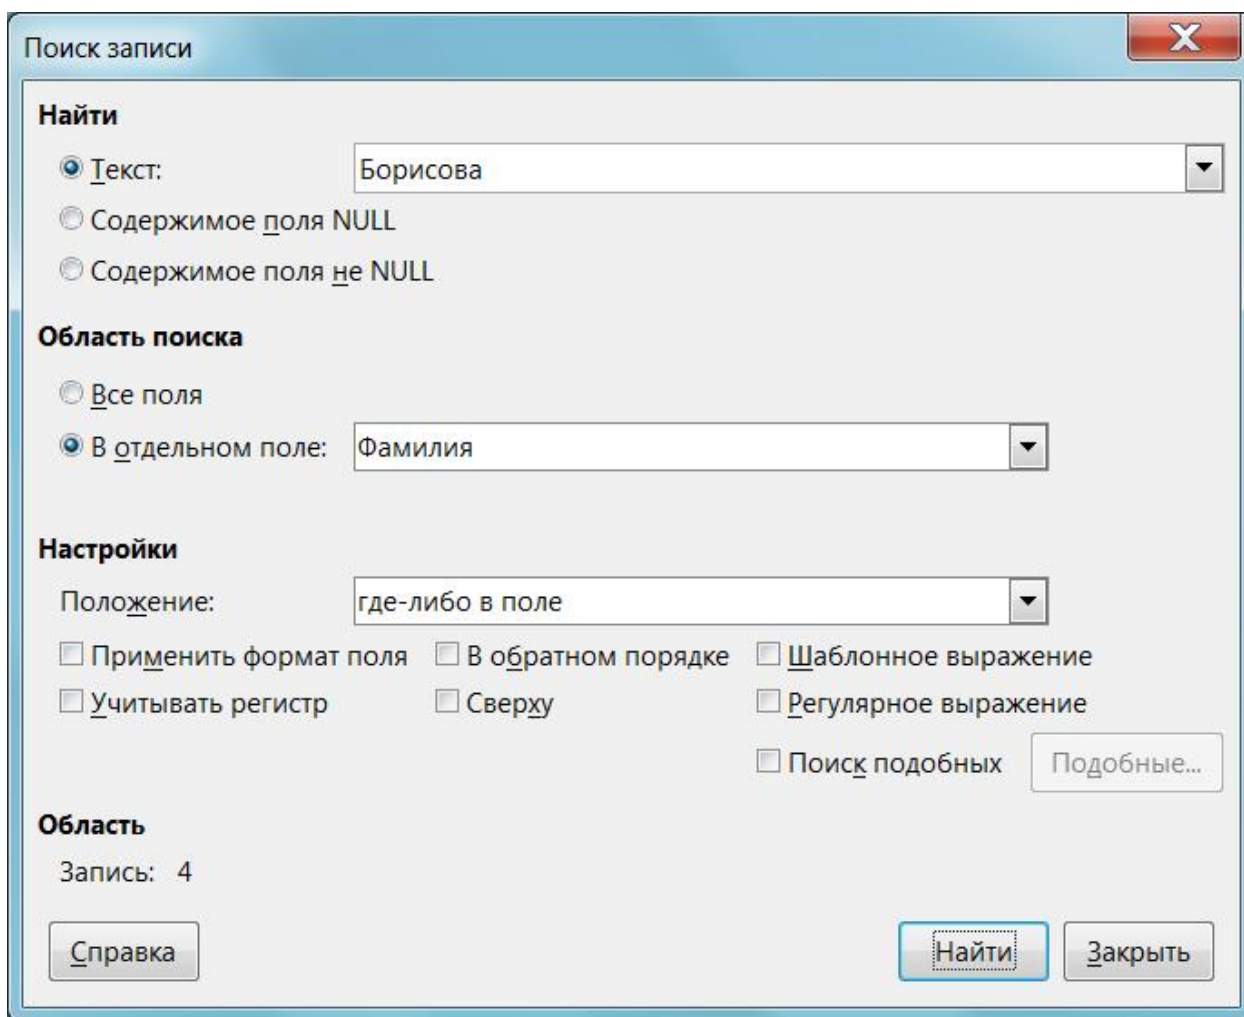 Поиск записи
Найти
Текст: Борисова
Содержимое поля NULL
Содержимое поля не NULL
Область поиска
Все поля
В отдельном поле: Фамилия
Настройки
Положение: где-либо в поле
Применить формат поля В обратном порядке Шаблонное выражение
Учитывать регистр Сверху Регулярное выражение
Поиск подобных Подобные...
Область
Запись: 4
Справка Найти Закрыть